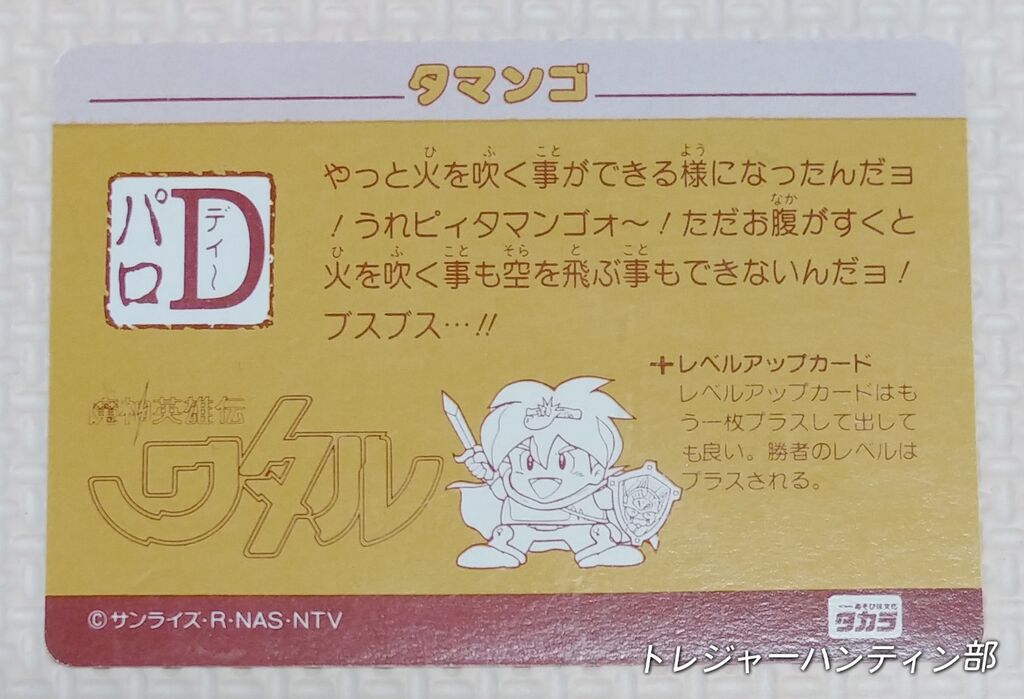 タマンゴ
パロ
D
ディ～
やっと火を吹く事ができる様になったんだヨ
！うれピィタマンゴォ～！ただお腹がすくと
火を吹く事も空を飛ぶ事もできないんだヨ！
ブスブス…!!
魔神英雄伝
ワタル
＋レベルアップカード
レベルアップカードはも
う一枚プラスして出して
も良い。勝者のレベルは
プラスされる。
©サンライズ・R・NAS・NTV
あそびは文化
タカラ
トレジャーハンティン部